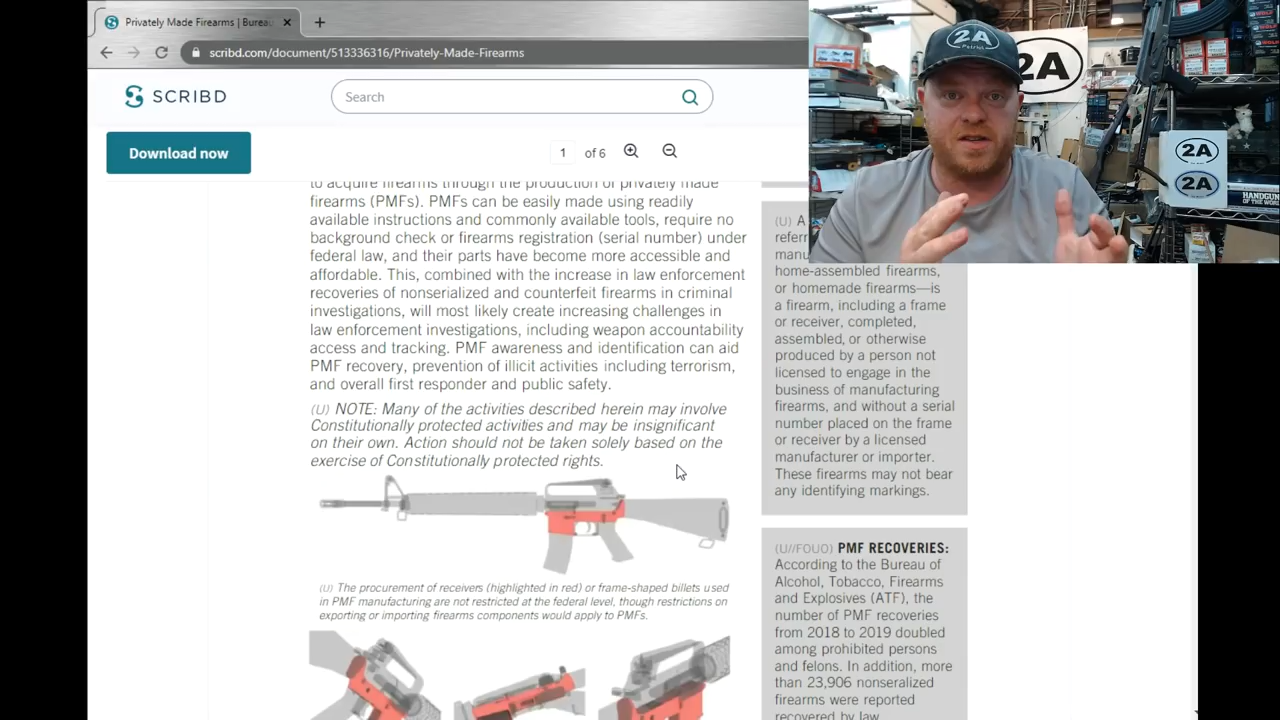 Privately Made Firearms | Burea
scribd.com/document/513336316/Privately-Made-Firearms
SCRIBD
Search
Download now
1 of 6
to acquire firearms through the production of privately made
firearms (PMFs). PMFs can be easily made using readily
available instructions and commonly available tools, require no
background check or firearms registration (serial number) under
federal law, and their parts have become more accessible and
affordable. This, combined with the increase in law enforcement
recoveries of nonserialized and counterfeit firearms in criminal
investigations, will most likely create increasing challenges in
law enforcement investigations, including weapon accountability
access and tracking. PMF awareness and identification can aid
PMF recovery, prevention of illicit activities including terrorism,
and overall first responder and public safety.
(U) NOTE: Many of the activities described herein may involve
Constitutionally protected activities and may be insignificant
on their own. Action should not be taken solely based on the
exercise of Constitutionally protected rights.
(U) The procurement of receivers (highlighted in red) or frame-shaped billets used
in PMF manufacturing are not restricted at the federal level, though restrictions on
exporting or importing firearms components would apply to PMFs.
(U) A
referr
manu
home-assembled firearms,
or homemade firearms—is
a firearm, including a frame
or receiver, completed,
assembled, or otherwise
produced by a person not
licensed to engage in the
business of manufacturing
firearms, and without a serial
number placed on the frame
or receiver by a licensed
manufacturer or importer.
These firearms may not bear
any identifying markings.
(U//FOUO) PMF RECOVERIES:
According to the Bureau of
Alcohol, Tobacco, Firearms
and Explosives (ATF), the
number of PMF recoveries
from 2018 to 2019 doubled
among prohibited persons
and felons. In addition, more
than 23,906 nonserialized
firearms were reported
recovered by law
2A
Patriot
2A
2A
2A
HANDGUN
OF THE WOR